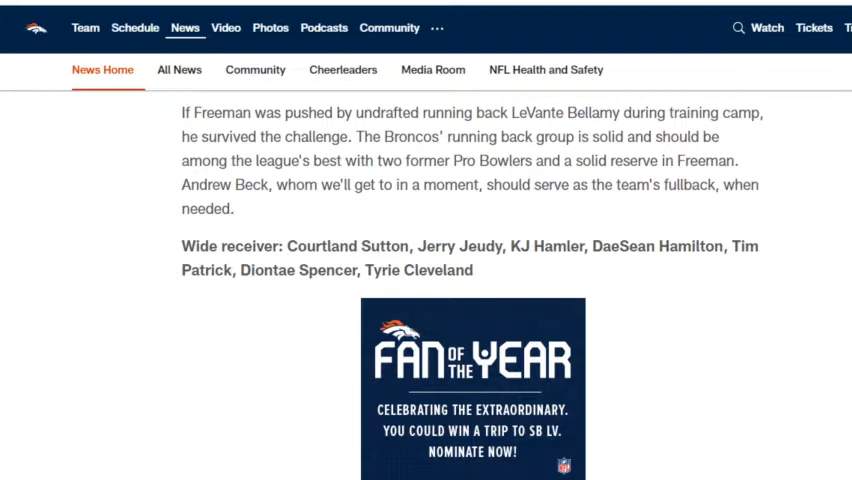 Team Schedule News Video Photos Podcasts Community ... Watch Tickets
News Home All News Community Cheerleaders Media Room NFL Health and Safety
If Freeman was pushed by undrafted running back LeVante Bellamy during training camp,
he survived the challenge. The Broncos' running back group is solid and should be
among the league's best with two former Pro Bowlers and a solid reserve in Freeman.
Andrew Beck, whom we'll get to in a moment, should serve as the team's fullback, when
needed.
Wide receiver: Courtland Sutton, Jerry Jeudy, KJ Hamler, DaeSean Hamilton, Tim
Patrick, Diontae Spencer, Tyrie Cleveland
FAN OF THE YEAR
CELEBRATING THE EXTRAORDINARY.
YOU COULD WIN A TRIP TO SB LV.
NOMINATE NOW!
NFL